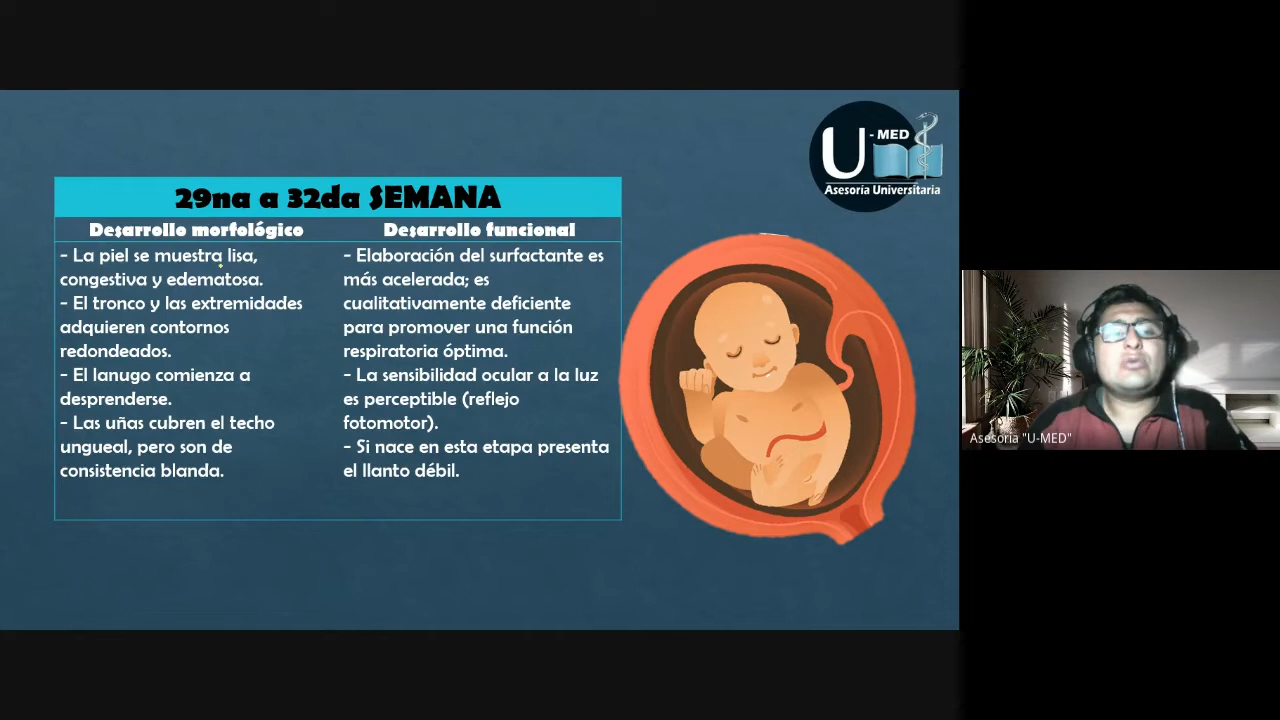 U - MED
Asesoría Universitaria
29na a 32da SEMANA
Desarrollo morfológico
- La piel se muestra lisa,
congestiva y edematosa.
- El tronco y las extremidades
adquieren contornos
redondeados.
- El lanugo comienza a
desprenderse.
- Las uñas cubren el techo
ungueal, pero son de
consistencia blanda.
Desarrollo funcional
- Elaboración del surfactante es
más acelerada; es
cualitativamente deficiente
para promover una función
respiratoria óptima.
- La sensibilidad ocular a la luz
es perceptible (reflejo
fotomotor).
- Si nace en esta etapa presenta
el llanto débil.
Asesoria "U-MED"